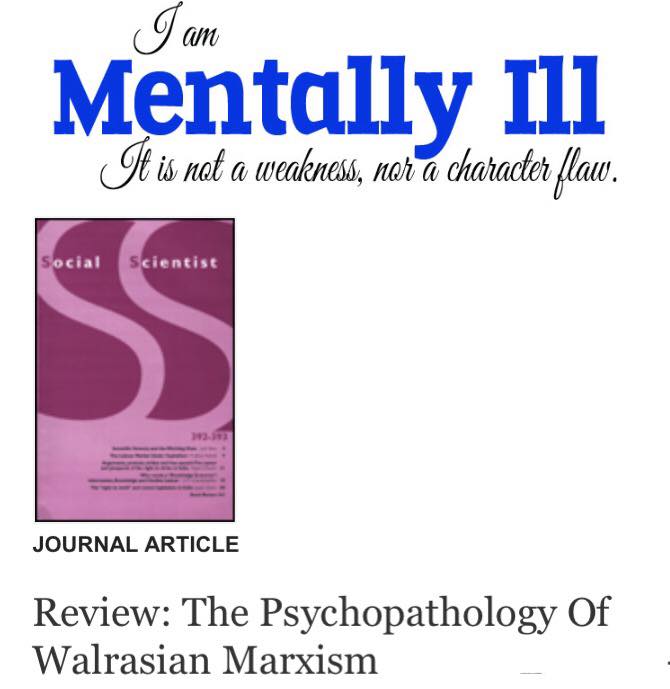 I am
Mentally Ill
It is not a weakness, nor a character flaw.
Social Scientist
392-393
JOURNAL ARTICLE
Review: The Psychopathology Of
Walrasian Marxism